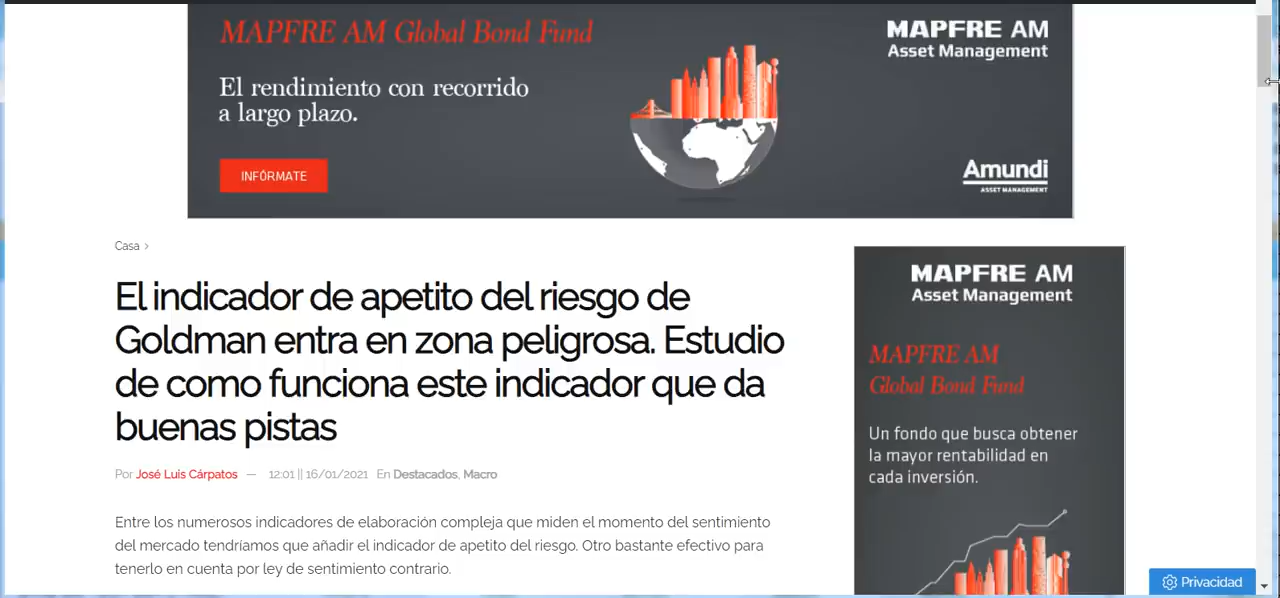 MAPFRE AM Global Bond Fund
MAPFRE AM
Asset Management
El rendimiento con recorrido
a largo plazo.
INFÓRMATE
Amundi
ASSET MANAGEMENT
Casa >
El indicador de apetito del riesgo de
Goldman entra en zona peligrosa. Estudio
de como funciona este indicador que da
buenas pistas
Por José Luis Cárpatos — 12:01 || 16/01/2021 En Destacados, Macro
Entre los numerosos indicadores de elaboración compleja que miden el momento del sentimiento
del mercado tendríamos que añadir el indicador de apetito del riesgo. Otro bastante efectivo para
tenerlo en cuenta por ley de sentimiento contrario.
MAPFRE AM
Asset Management
MAPFRE AM
Global Bond Fund
Un fondo que busca obtener
la mayor rentabilidad en
cada inversión.
Privacidad